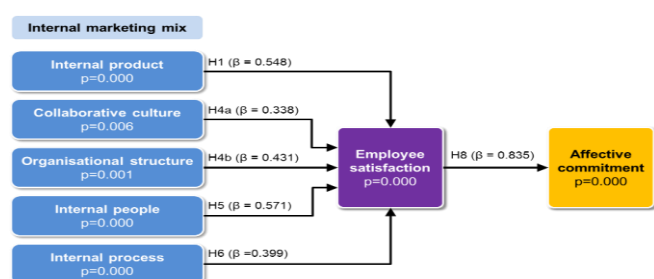 Internal marketing mix
Internal product
p=0.000
H1 (β = 0.548)
Collaborative culture
p=0.006
H4a (β = 0.338)
Organisational structure
p=0.001
H4b (β = 0.431)
Internal people
p=0.000
H5 (β = 0.571)
Internal process
p=0.000
H6 (β =0.399)
Employee
satisfaction
p=0.000
H8 (β = 0.835)
Affective
commitment
p=0.000